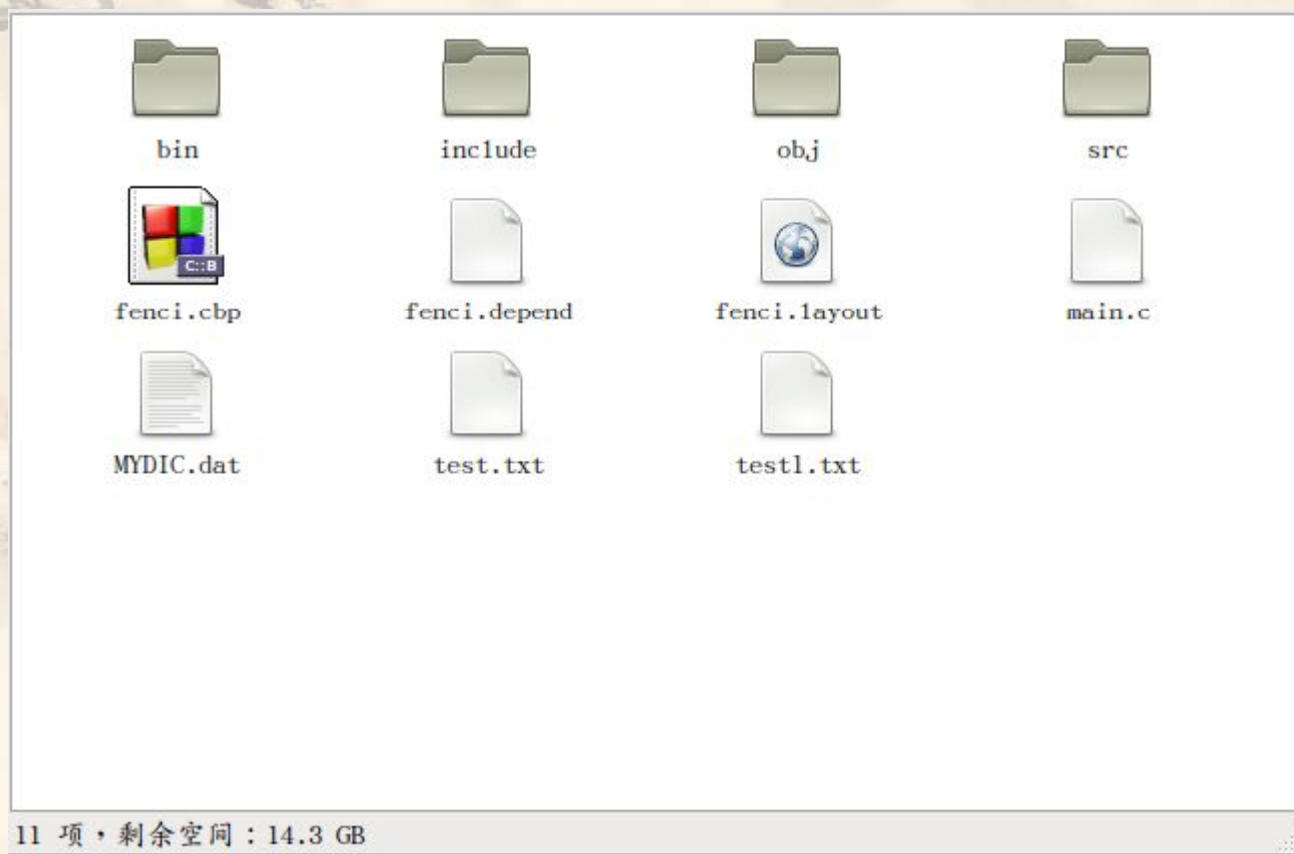 bin include obj src
C::B
fenci.cbp fenci.depend fenci.layout main.c
MYDIC.dat test.txt test1.txt
11 项，剩余空间：14.3 GB